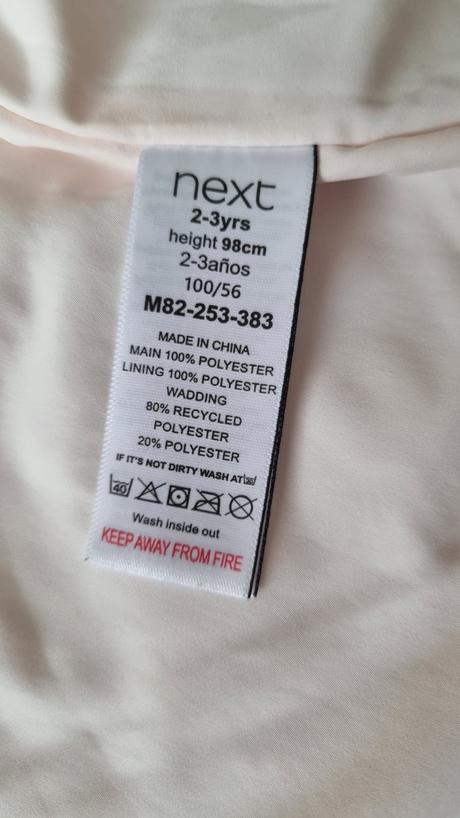 next
2-3yrs
height 98cm
2-3años
100/56
M82-253-383
MADE IN CHINA
MAIN 100% POLYESTER
LINING 100% POLYESTER
WADDING
80% RECYCLED
POLYESTER
20% POLYESTER
IF IT'S NOT DIRTY WASH AT
40
Wash inside out
KEEP AWAY FROM FIRE